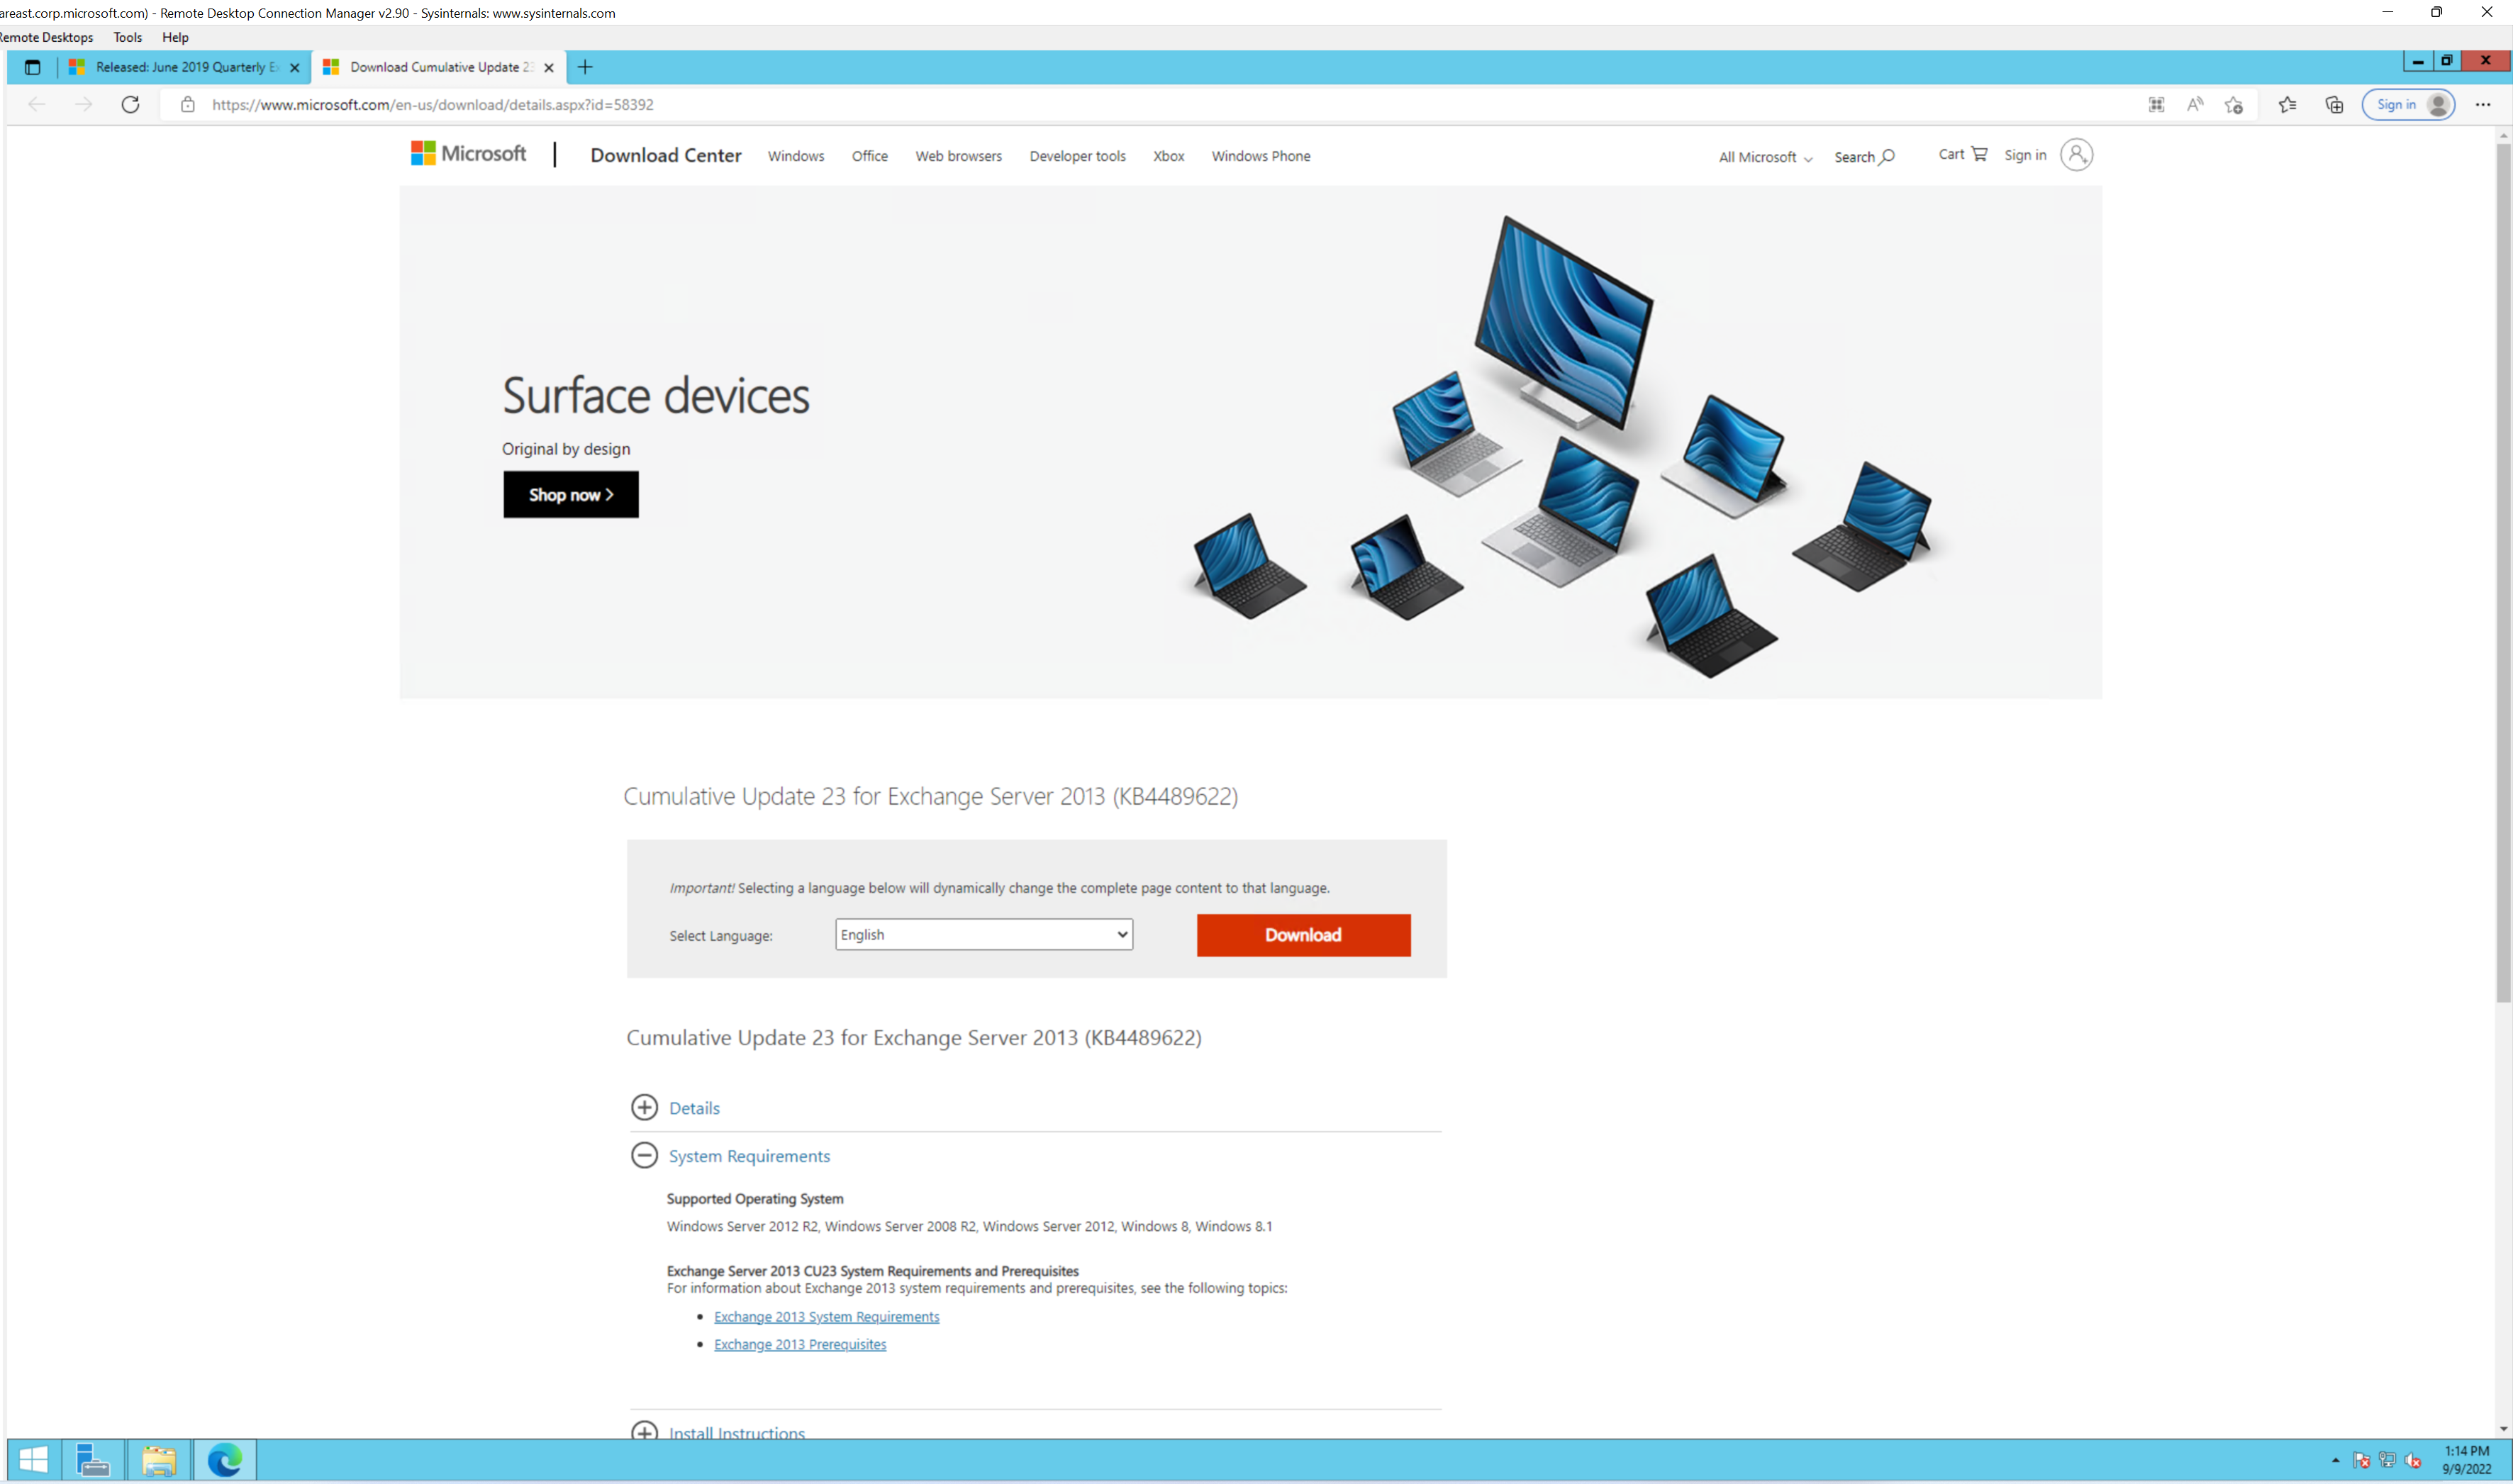 areast.corp.microsoft.com) - Remote Desktop Connection Manager v2.90 - Sysinternals: www.sysinternals.com
Remote Desktops Tools Help
Released: June 2019 Quarterly Download Cumulative Update 23
https://www.microsoft.com/en-us/download/details.aspx?id=58392 Sign in
Microsoft Download Center Windows Office Web browsers Developer tools Xbox Windows Phone All Microsoft Search Cart Sign in
Surface devices
Original by design
Shop now >
Cumulative Update 23 for Exchange Server 2013 (KB4489622)
Important! Selecting a language below will dynamically change the complete page content to that language.
Select Language: English Download
Cumulative Update 23 for Exchange Server 2013 (KB4489622)
Details
System Requirements
Supported Operating System
Windows Server 2012 R2, Windows Server 2008 R2, Windows Server 2012, Windows 8, Windows 8.1
Exchange Server 2013 CU23 System Requirements and Prerequisites
For information about Exchange 2013 system requirements and prerequisites, see the following topics:
• Exchange 2013 System Requirements
• Exchange 2013 Prerequisites
Install Instructions
1:14 PM
9/9/2022